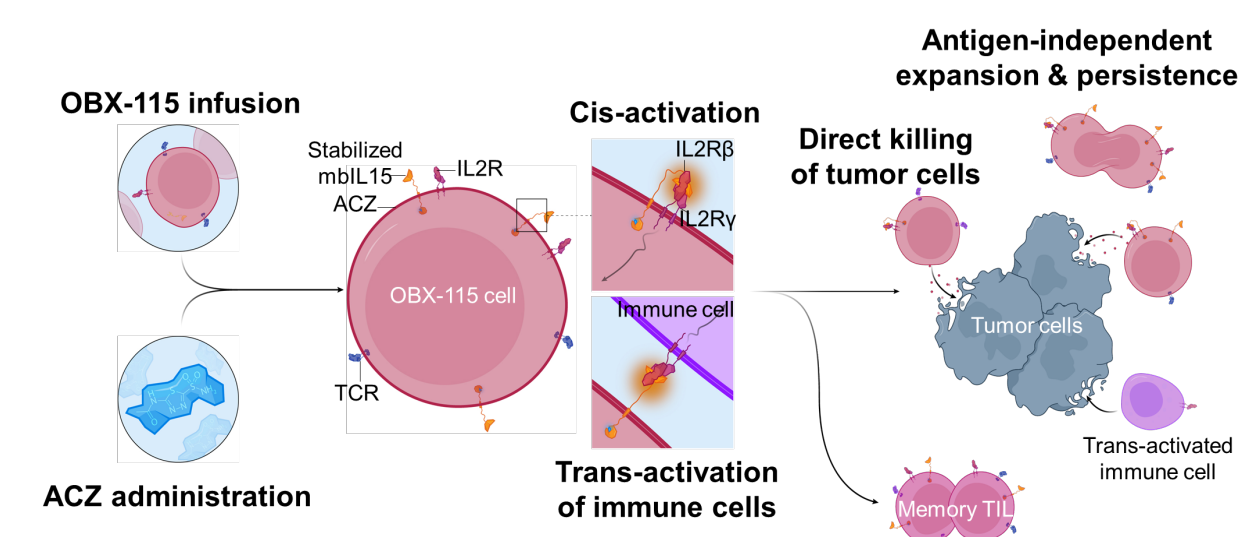 OBX-115 infusion
ACZ administration
Stabilized
mbIL15
ACZ
IL2R
OBX-115 cell
TCR
Cis-activation
IL2Rβ
IL2Rγ
Immune cell
Trans-activation
of immune cells
Antigen-independent
expansion & persistence
Direct killing
of tumor cells
Tumor cells
Trans-activated
immune cell
Memory TIL